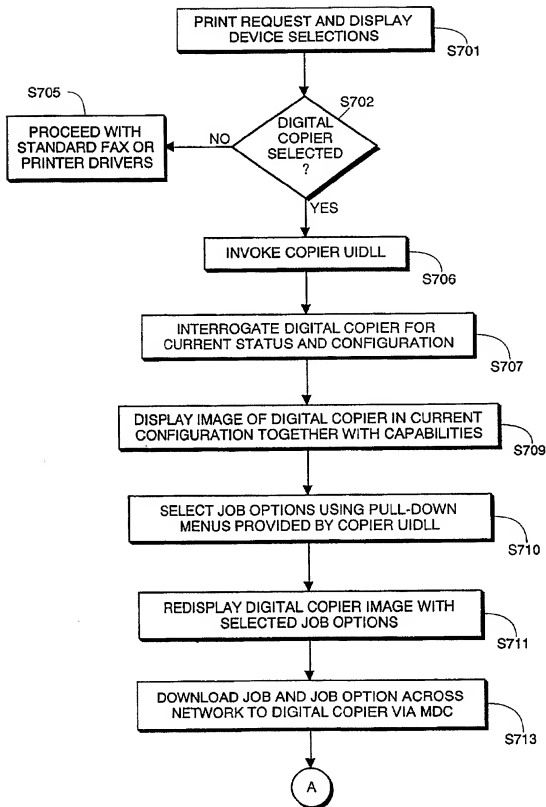 PRINT REQUEST AND DISPLAY
DEVICE SELECTIONS
S701
S702
DIGITAL
COPIER
SELECTED
?
NO
S705
PROCEED WITH
STANDARD FAX OR
PRINTER DRIVERS
YES
INVOKE COPIER UIDLL
S706
INTERROGATE DIGITAL COPIER FOR
CURRENT STATUS AND CONFIGURATION
S707
DISPLAY IMAGE OF DIGITAL COPIER IN CURRENT
CONFIGURATION TOGETHER WITH CAPABILITIES
S709
SELECT JOB OPTIONS USING PULL-DOWN
MENUS PROVIDED BY COPIER UIDLL
S710
REDISPLAY DIGITAL COPIER IMAGE WITH
SELECTED JOB OPTIONS
S711
DOWNLOAD JOB AND JOB OPTION ACROSS
NETWORK TO DIGITAL COPIER VIA MDC
S713
A